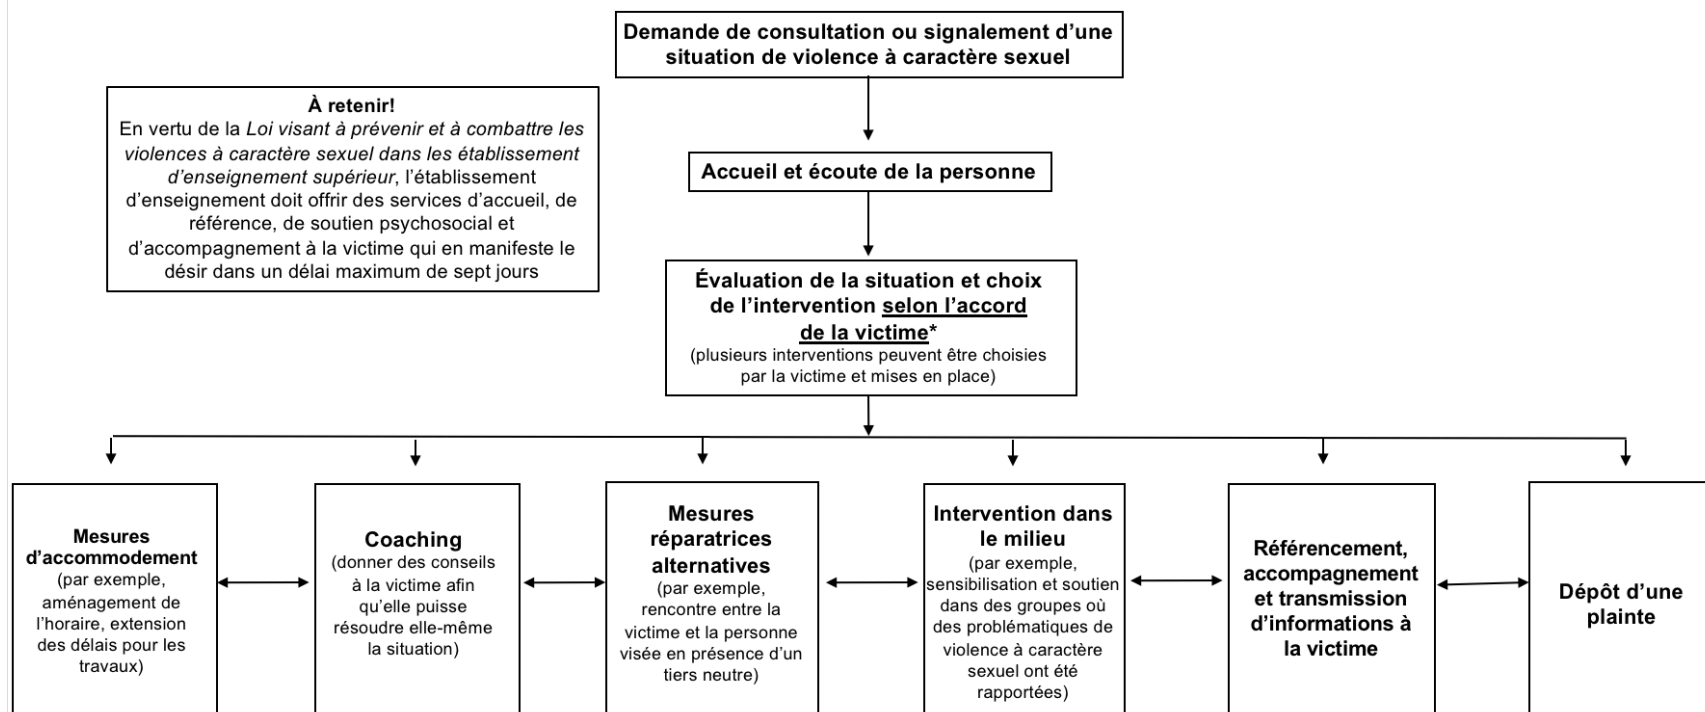 Demande de consultation ou signalement d’une
situation de violence à caractère sexuel
À retenir!
En vertu de la Loi visant à prévenir et à combattre les
violences à caractère sexuel dans les établissement
d’enseignement supérieur, l’établissement
d’enseignement doit offrir des services d’accueil, de
référence, de soutien psychosocial et
d’accompagnement à la victime qui en manifeste le
désir dans un délai maximum de sept jours
Accueil et écoute de la personne
Évaluation de la situation et choix
de l’intervention selon l’accord
de la victime*
(plusieurs interventions peuvent être choisies
par la victime et mises en place)
Mesures
d’accommodement
(par exemple,
aménagement de
l’horaire, extension
des délais pour les
travaux)
Coaching
(donner des conseils
à la victime afin
qu’elle puisse
résoudre elle-même
la situation)
Mesures
réparatrices
alternatives
(par exemple,
rencontre entre la
victime et la personne
visée en présence d’un
tiers neutre)
Intervention dans
le milieu
(par exemple,
sensibilisation et soutien
dans des groupes où
des problématiques de
violence à caractère
sexuel ont été
rapportées)
Référencement,
accompagnement
et transmission
d’informations à
la victime
Dépôt d’une
plainte